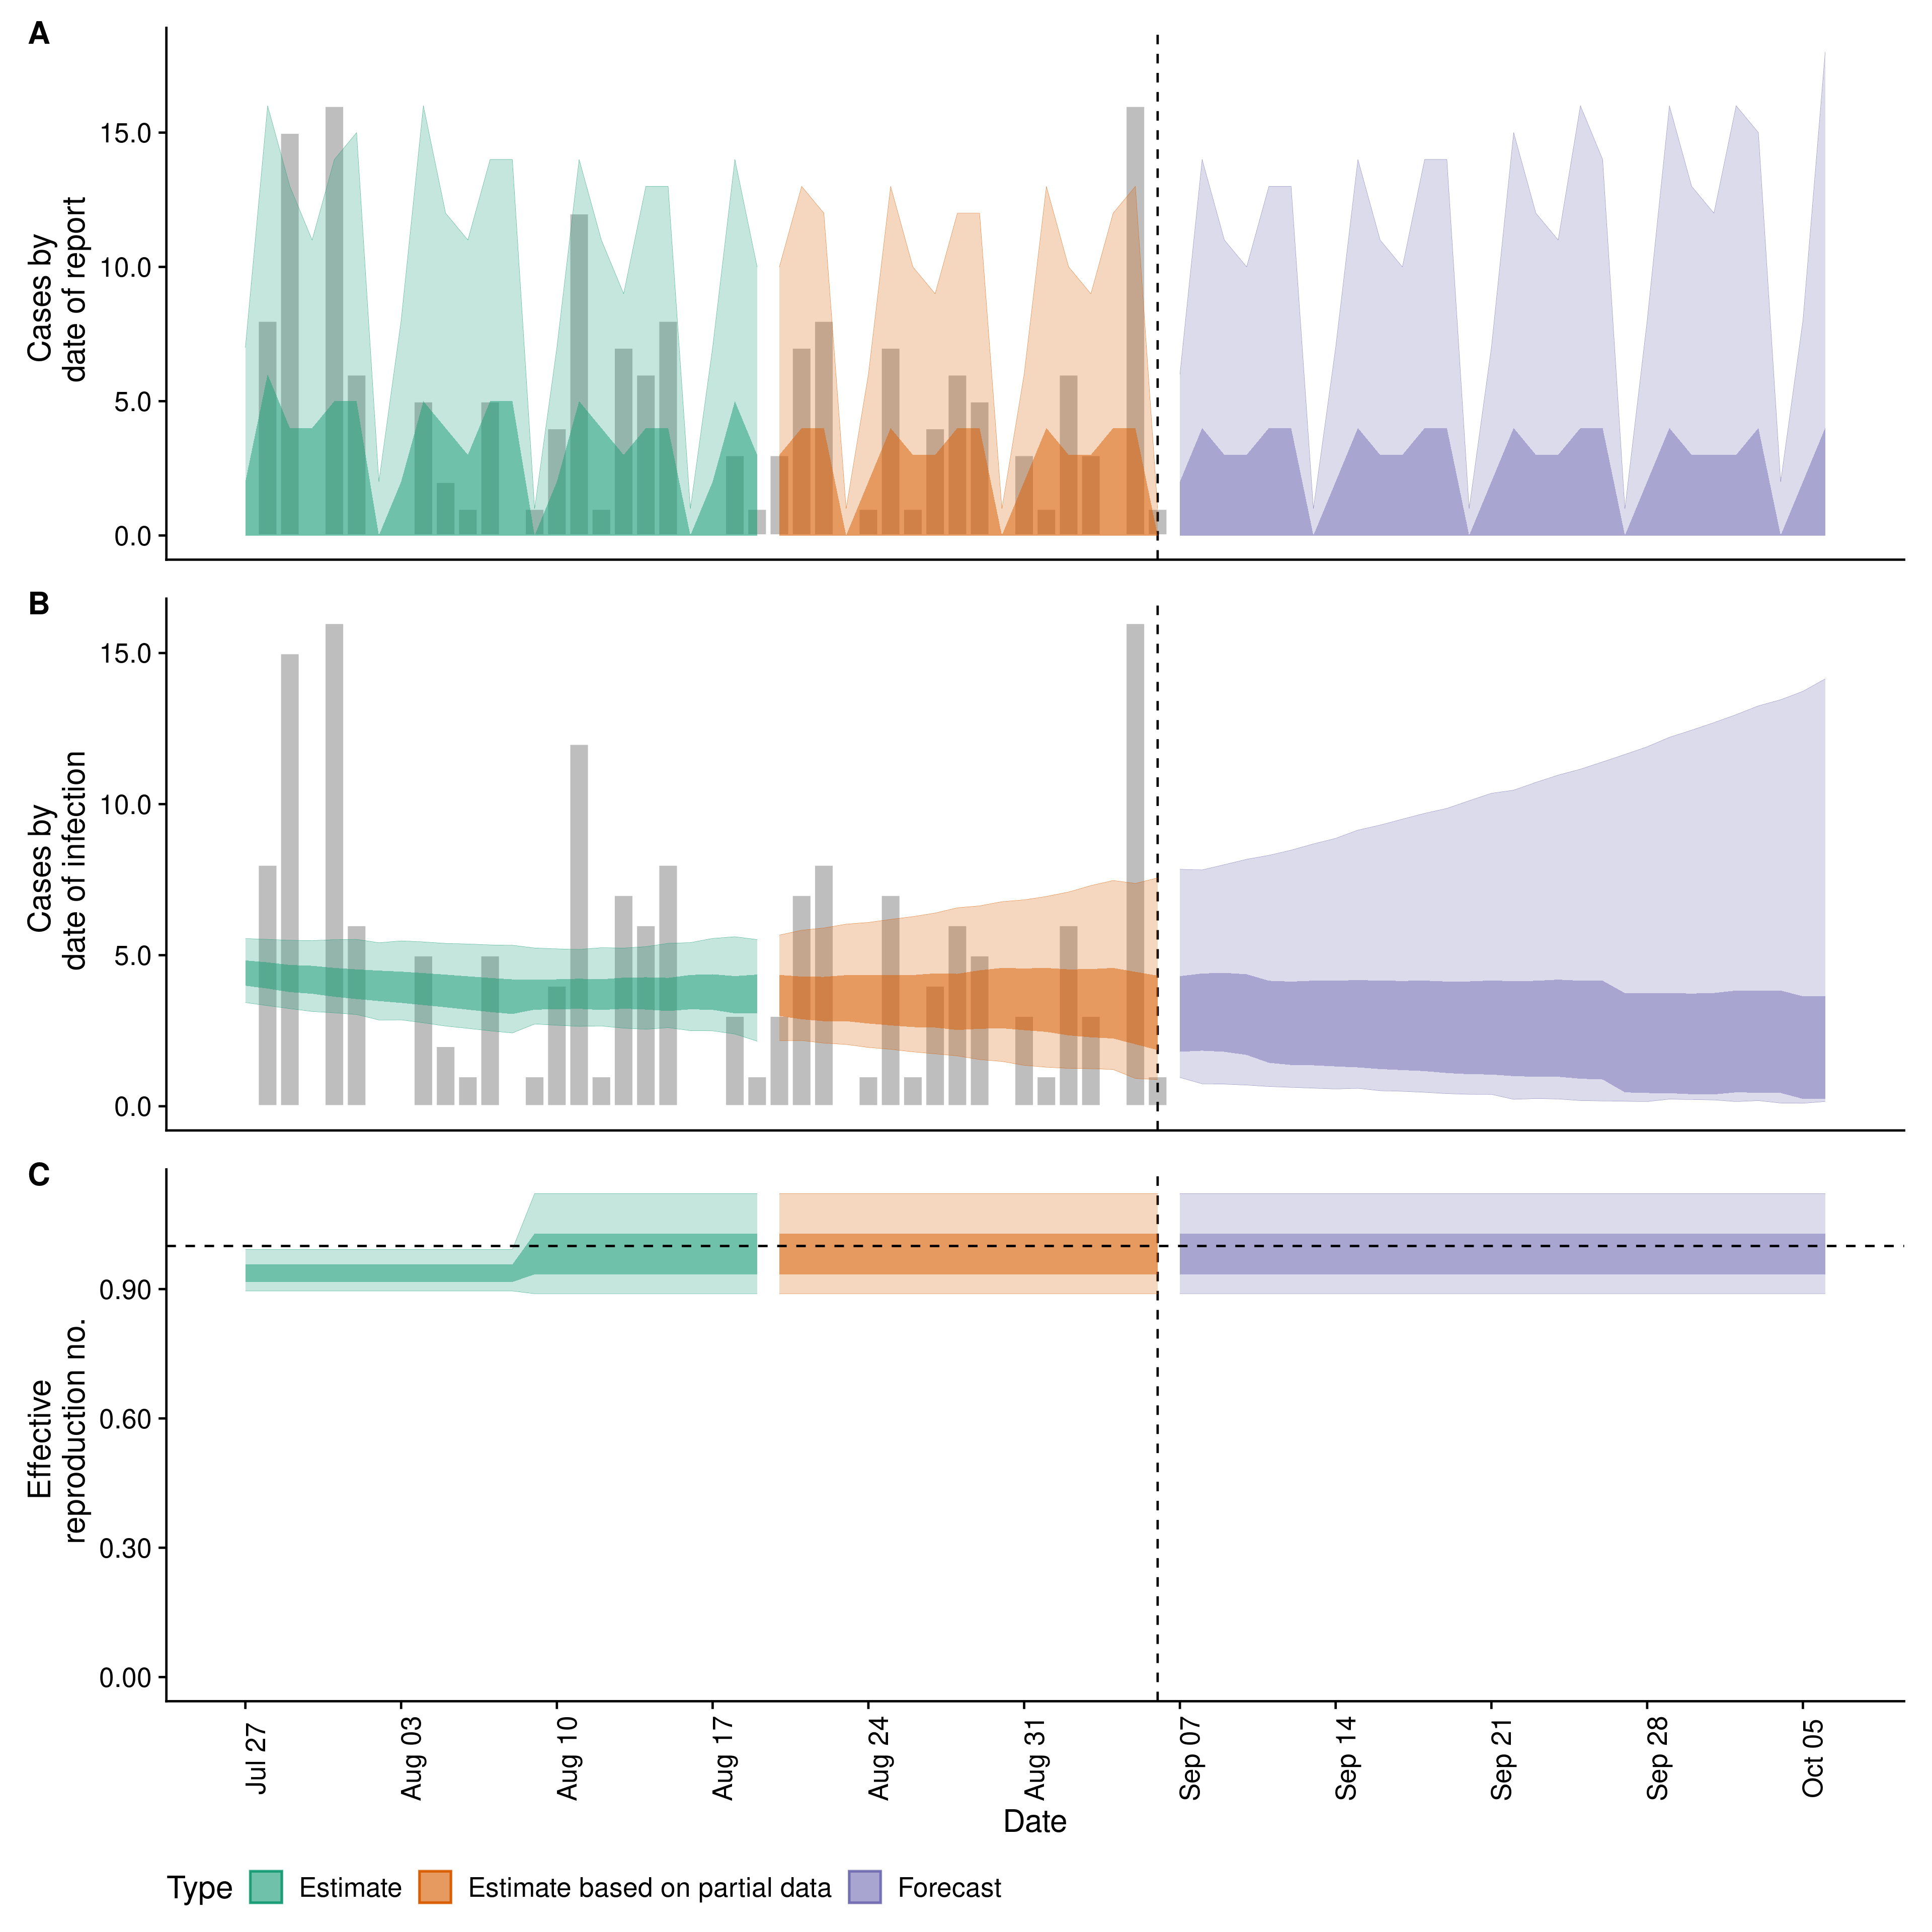 A
Cases by
date of report
15.0
10.0
5.0
0.0
B
Cases by
date of infection
15.0
10.0
5.0
0.0
C
Effective
reproduction no.
0.90
0.60
0.30
0.00
Jul 27
Aug 03
Aug 10
Aug 17
Aug 24
Aug 31
Sep 07
Sep 14
Sep 21
Sep 28
Oct 05
Date
Type Estimate Estimate based on partial data Forecast